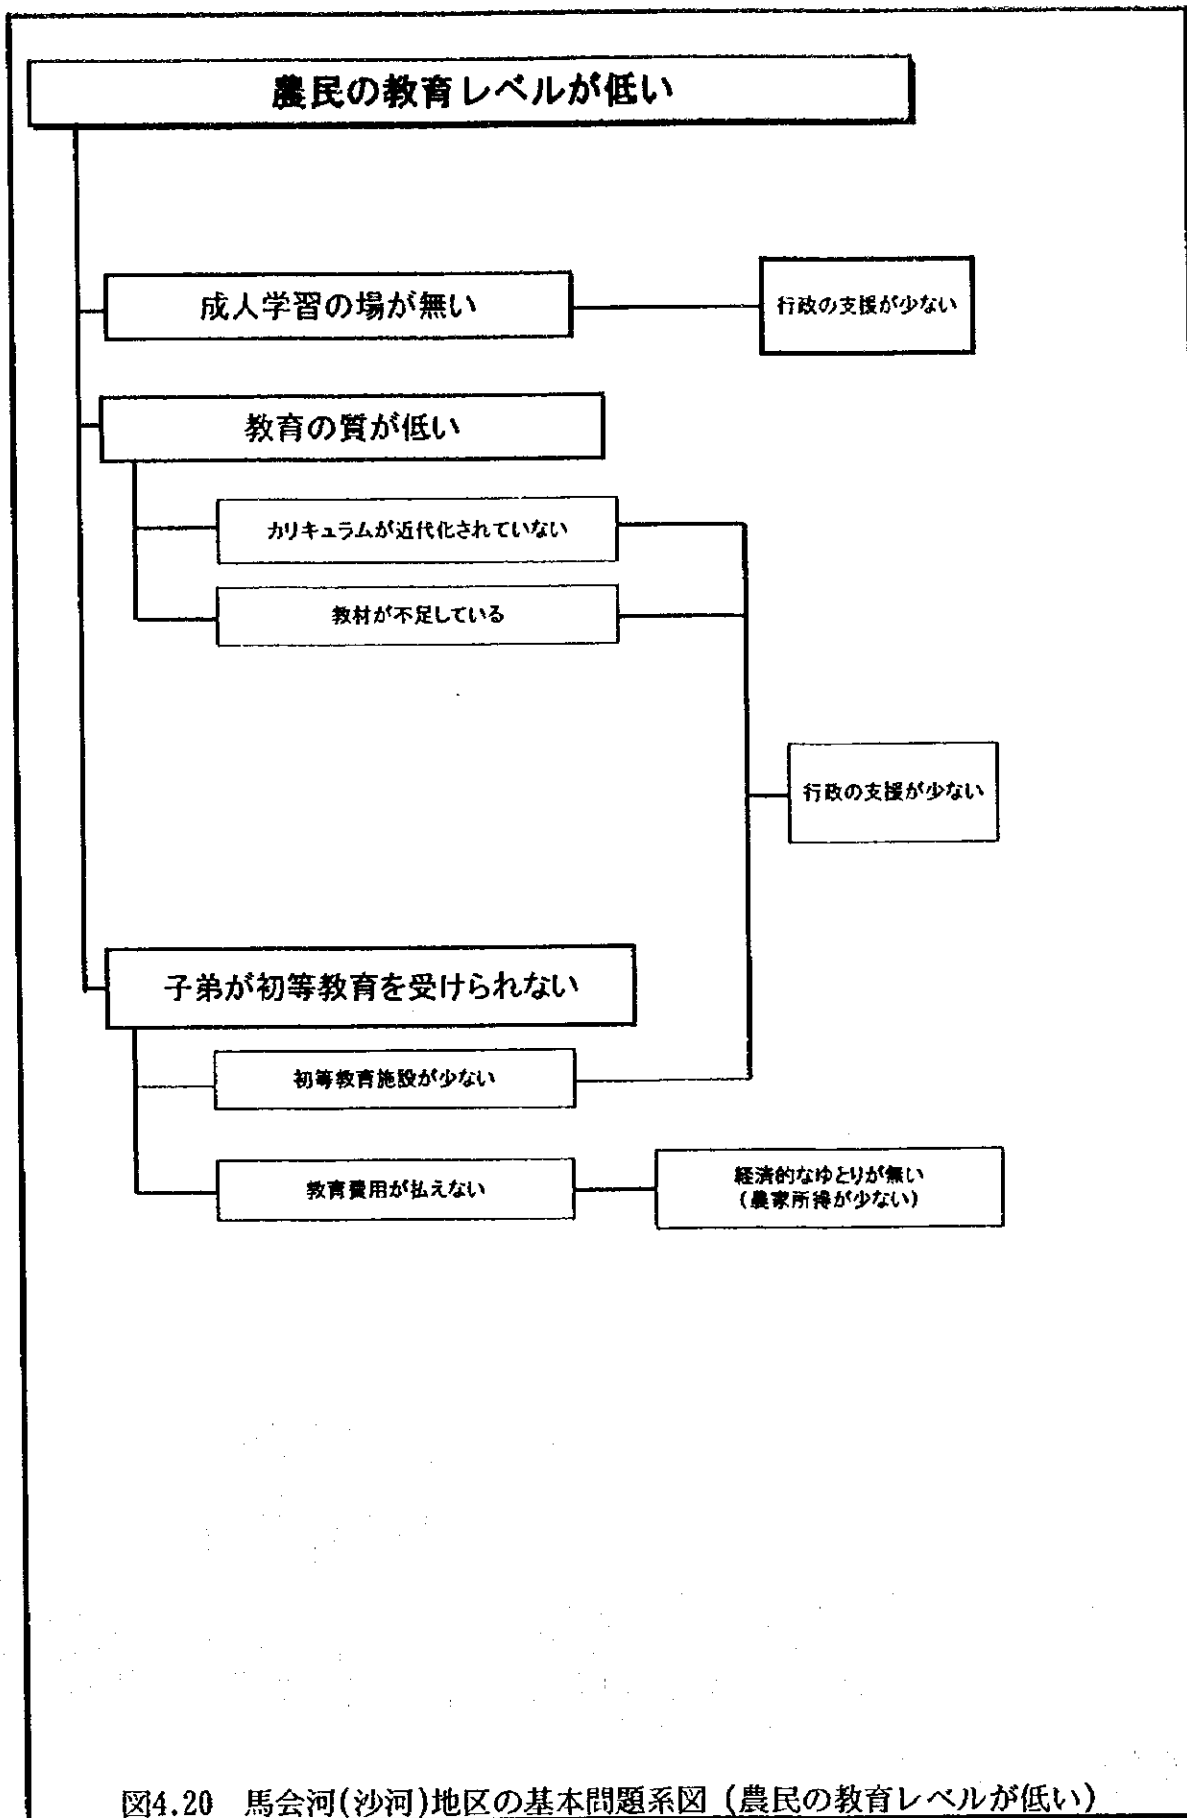 農民の教育レベルが低い
成人学習の場が無い
行政の支援が少ない
教育の質が低い
カリキュラムが近代化されていない
教材が不足している
行政の支援が少ない
子弟が初等教育を受けられない
初等教育施設が少ない
教育費用が払えない
経済的なゆとりが無い
(農家所得が少ない)
図4.20 馬会河(沙河)地区の基本問題系図 (農民の教育レベルが低い)